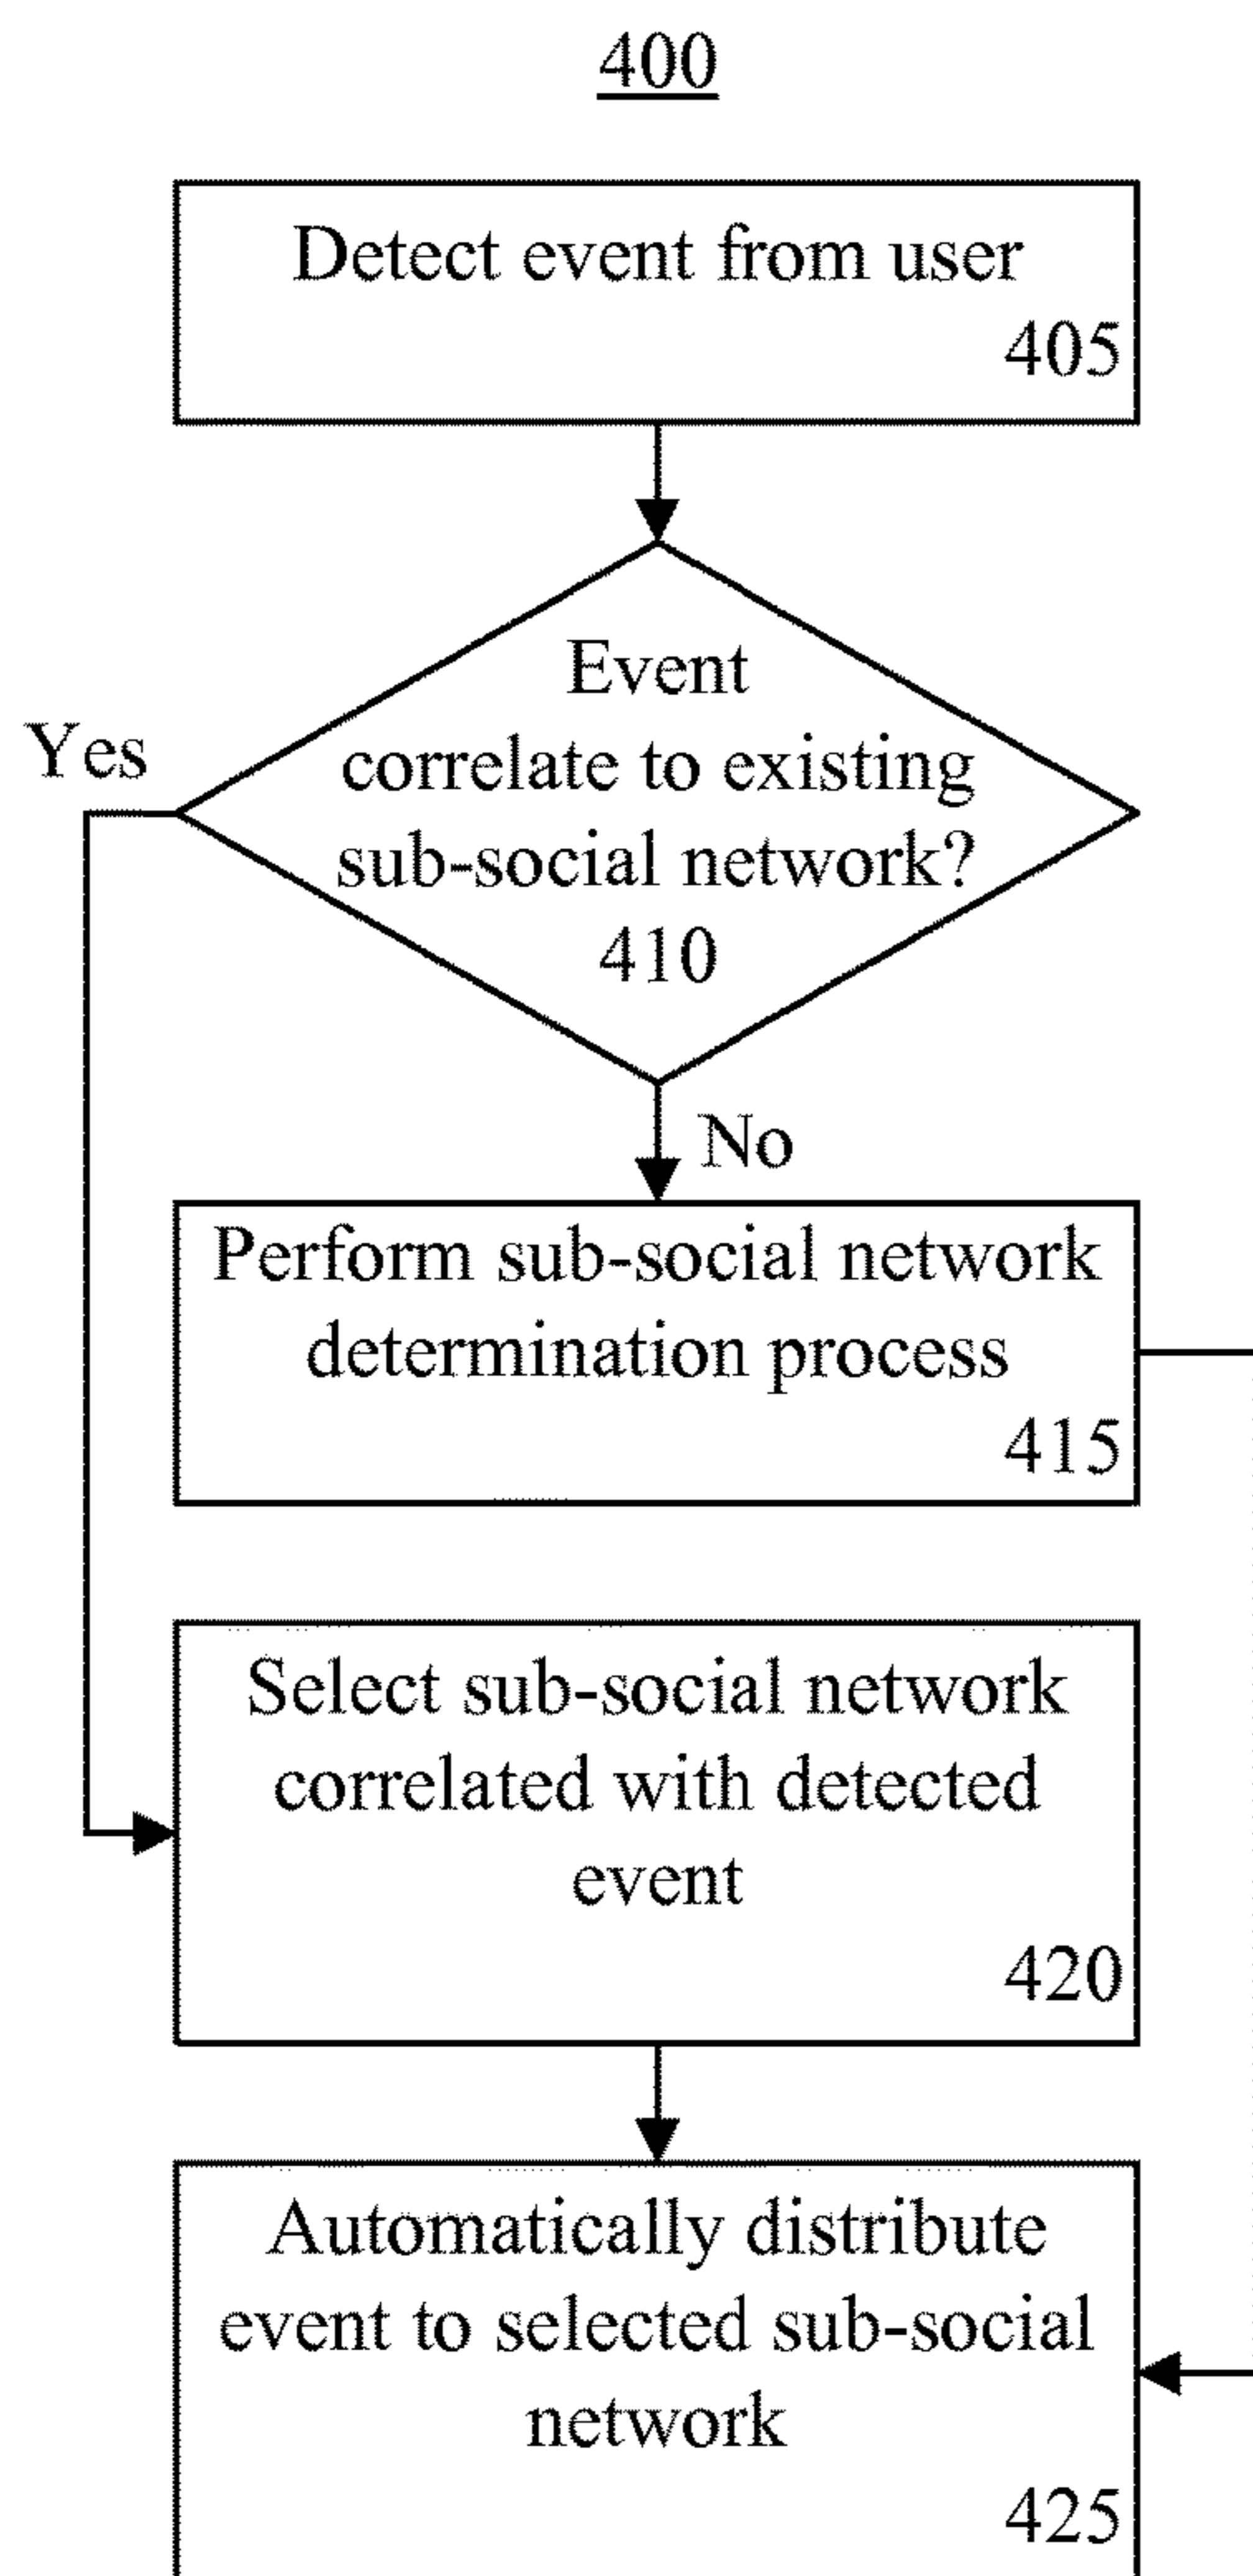 400
Detect event from user
405
Event
correlate to existing
sub-social network?
410
Yes
No
Perform sub-social network
determination process
415
Select sub-social network
correlated with detected
event
420
Automatically distribute
event to selected sub-social
network
425